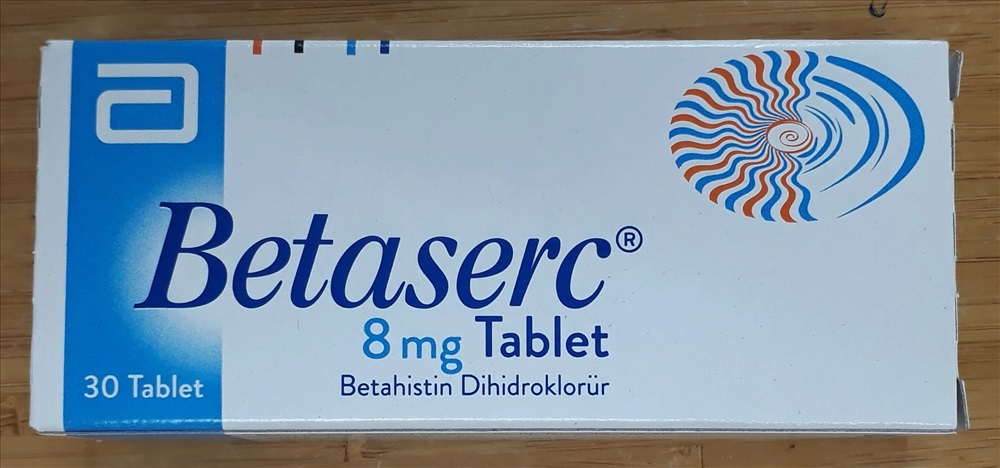 Betaserc®
8 mg Tablet
30 Tablet
Betahistin Dihidroklorür